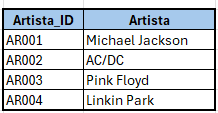 Artista_ID Artista
AR001 Michael Jackson
AR002 AC/DC
AR003 Pink Floyd
AR004 Linkin Park